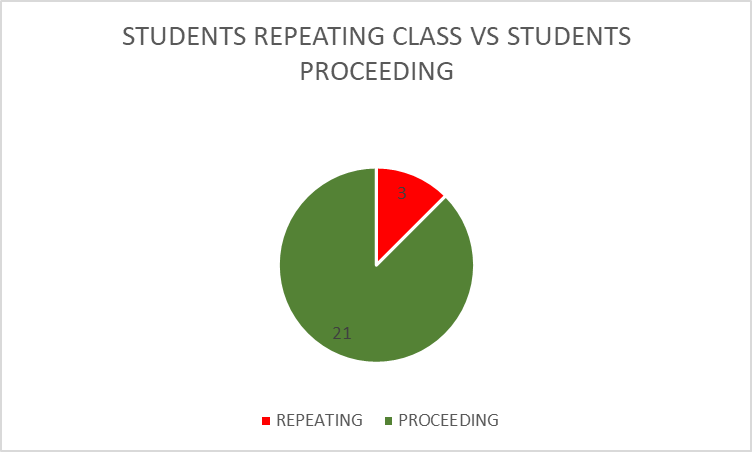 STUDENTS REPEATING CLASS VS STUDENTS
PROCEEDING
3
21
REPEATING PROCEEDING